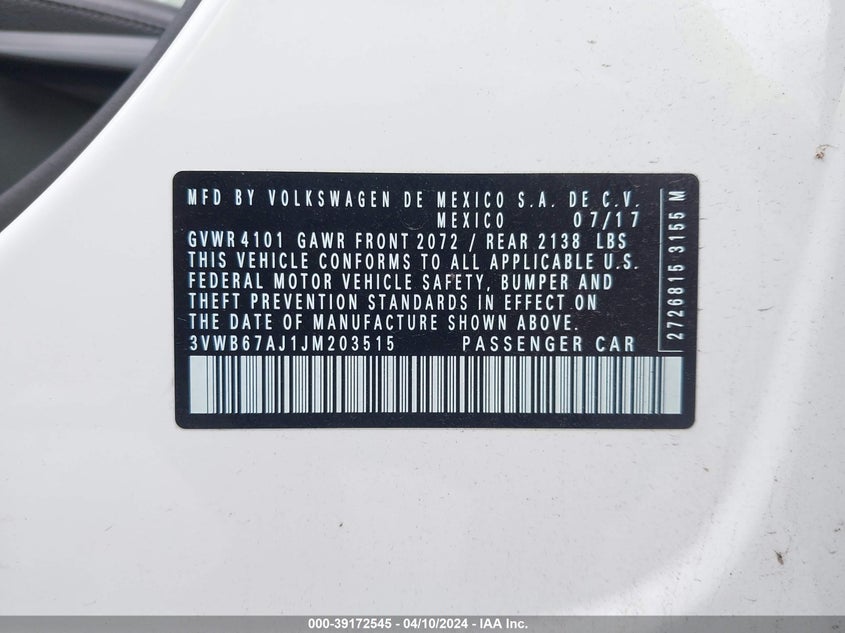 MFD BY VOLKSWAGEN DE MEXICO S.A. DE C.V.
MEXICO 07/17
GVWR 4101 GAWR FRONT 2072 / REAR 2138 LBS
THIS VEHICLE CONFORMS TO ALL APPLICABLE U.S.
FEDERAL MOTOR VEHICLE SAFETY, BUMPER AND
THEFT PREVENTION STANDARDS IN EFFECT ON
THE DATE OF MANUFACTURE SHOWN ABOVE.
3VWB67AJ1JM203515 PASSENGER CAR
2726815 3155 M
000-39172545 - 04/10/2024 - IAA Inc.